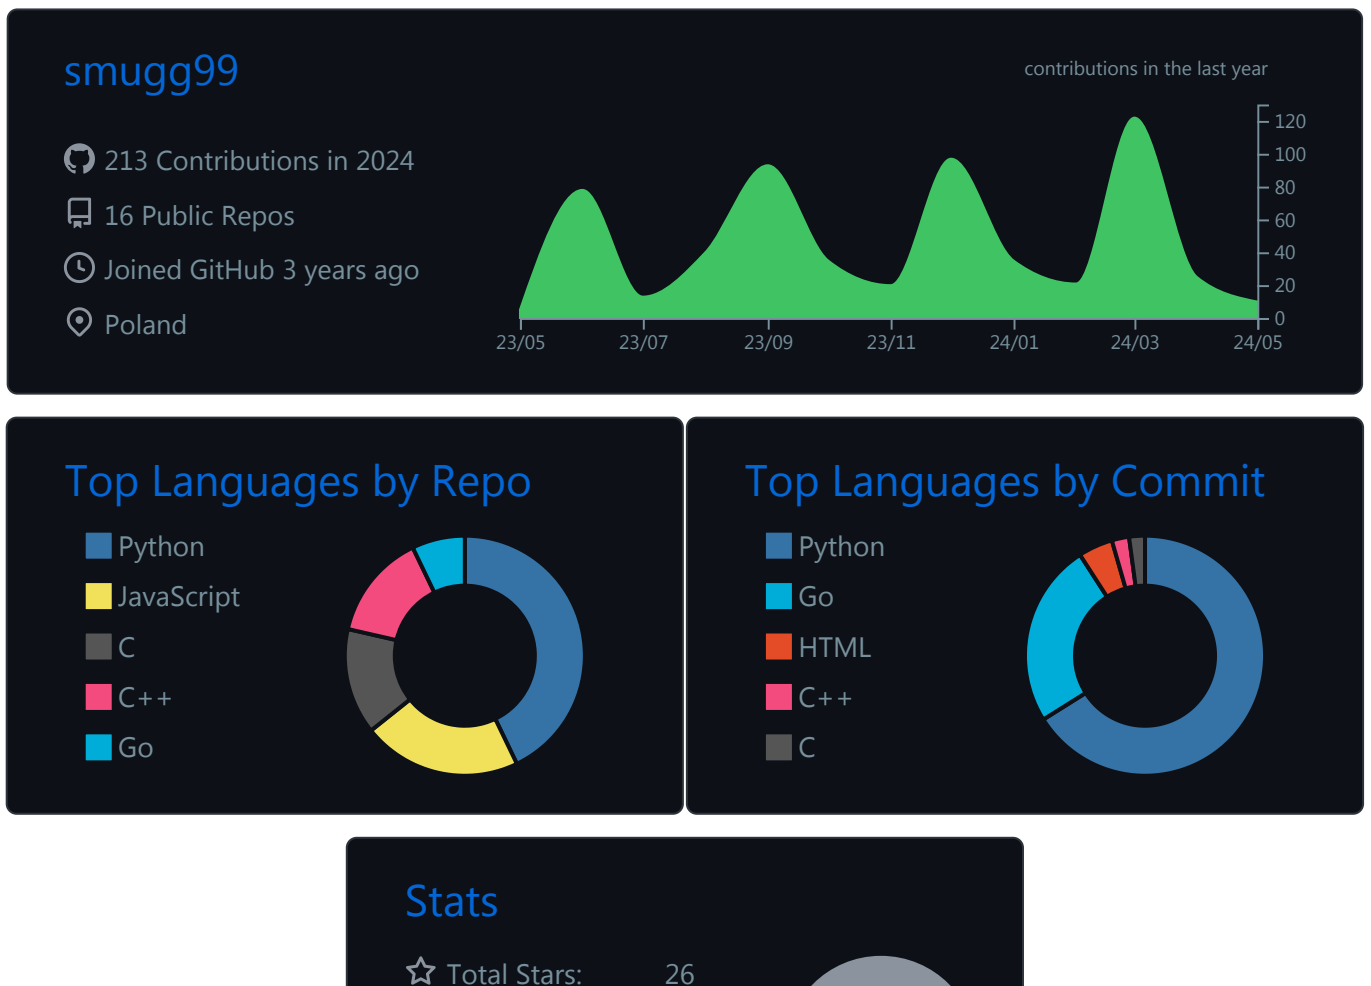 smugg99
contributions in the last year
213 Contributions in 2024
16 Public Repos
Joined GitHub 3 years ago
Poland
120
100
80
60
40
20
0
23/05 23/07 23/09 23/11 24/01 24/03 24/05
Top Languages by Repo
Python
JavaScript
C
C++
Go
Top Languages by Commit
Python
Go
HTML
C++
C
Stats
Total Stars: 26